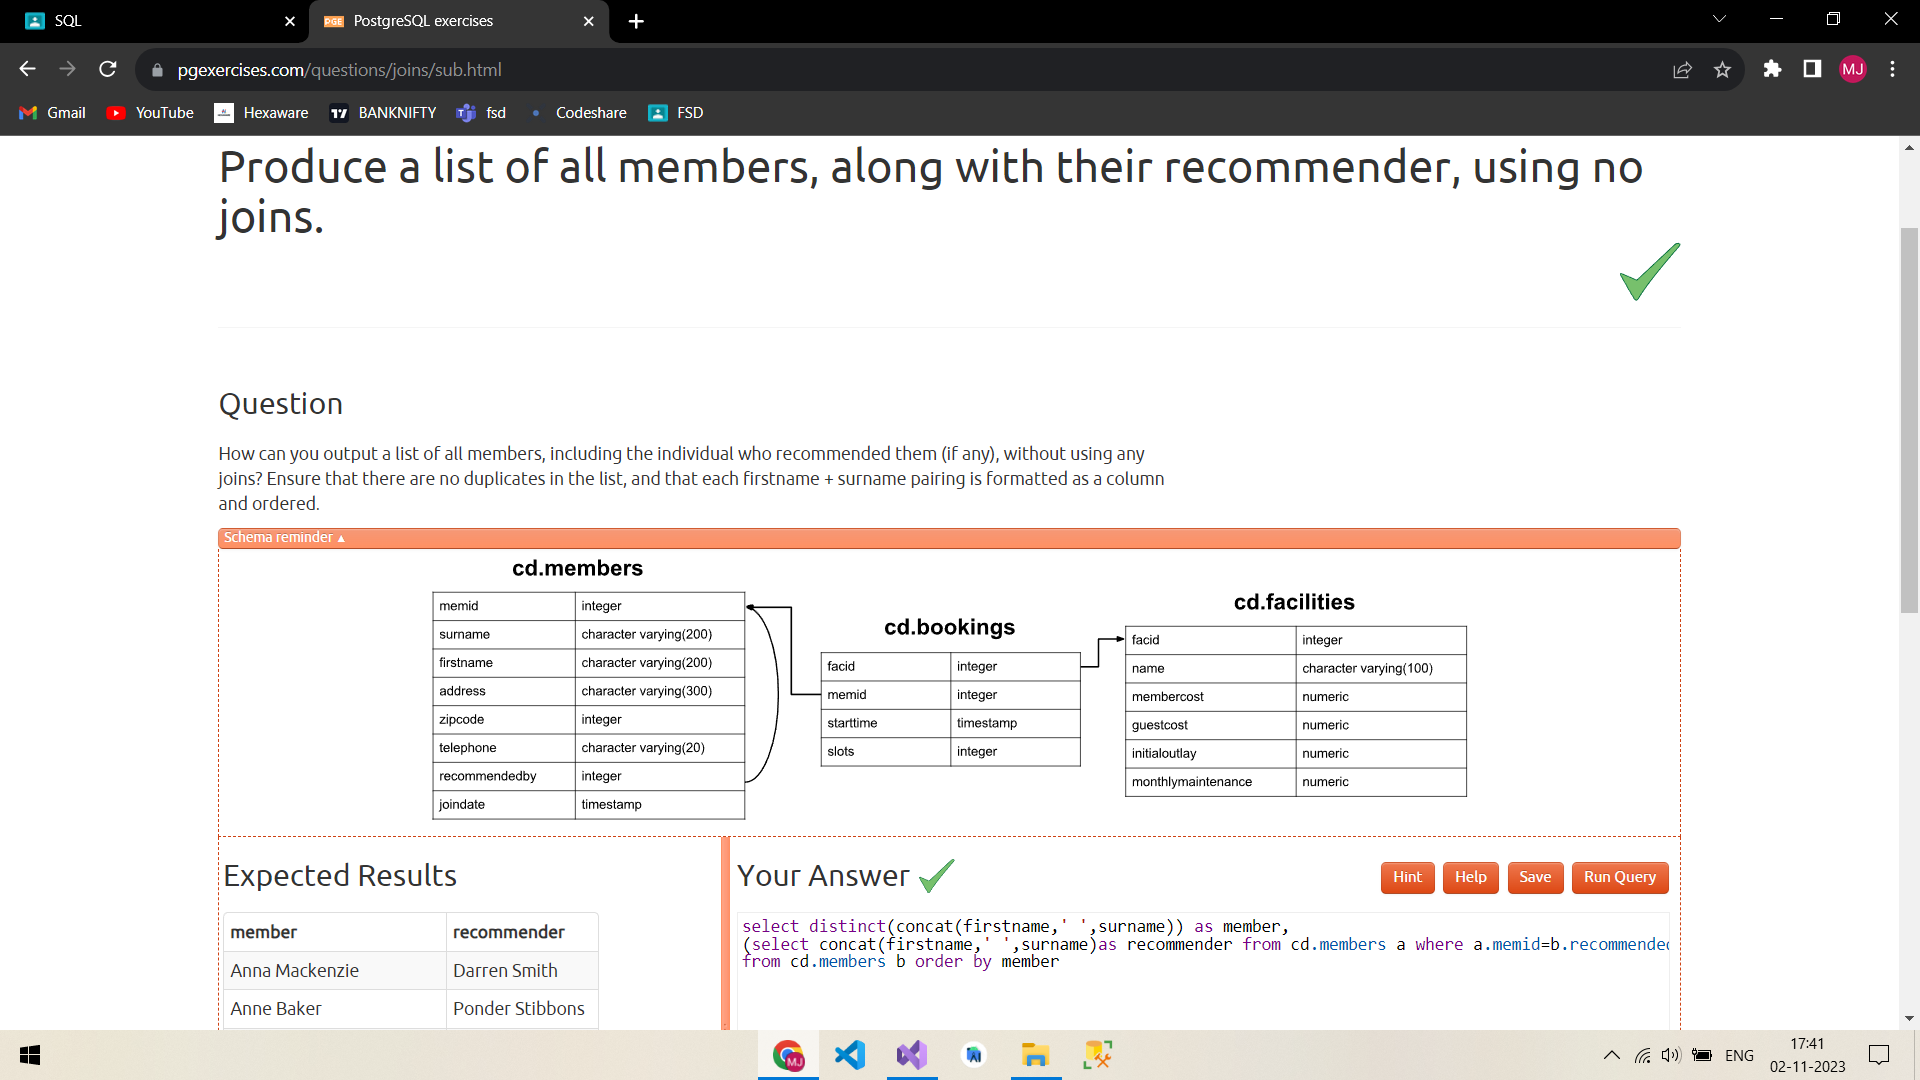 SQL
PGE PostgreSQL exercises
pgexercises.com/questions/joins/sub.html
MJ
Gmail YouTube Hexaware BANKNIFTY fsd Codeshare FSD
Produce a list of all members, along with their recommender, using no
joins.
Question
How can you output a list of all members, including the individual who recommended them (if any), without using any
joins? Ensure that there are no duplicates in the list, and that each firstname + surname pairing is formatted as a column
and ordered.
Schema reminder ▲
cd.members
memid integer
surname character varying(200)
firstname character varying(200)
address character varying(300)
zipcode integer
telephone character varying(20)
recommendedby integer
joindate timestamp
cd.bookings
facid integer
memid integer
starttime timestamp
slots integer
cd.facilities
facid integer
name character varying(100)
membercost numeric
guestcost numeric
initialoutlay numeric
monthlymaintenance numeric
Expected Results
member recommender
Anna Mackenzie Darren Smith
Anne Baker Ponder Stibbons
Your Answer
Hint Help Save Run Query
select distinct(concat(firstname,' ',surname)) as member,
(select concat(firstname,' ',surname)as recommender from cd.members a where a.memid=b.recommended
from cd.members b order by member
MJ
ENG
17:41
02-11-2023